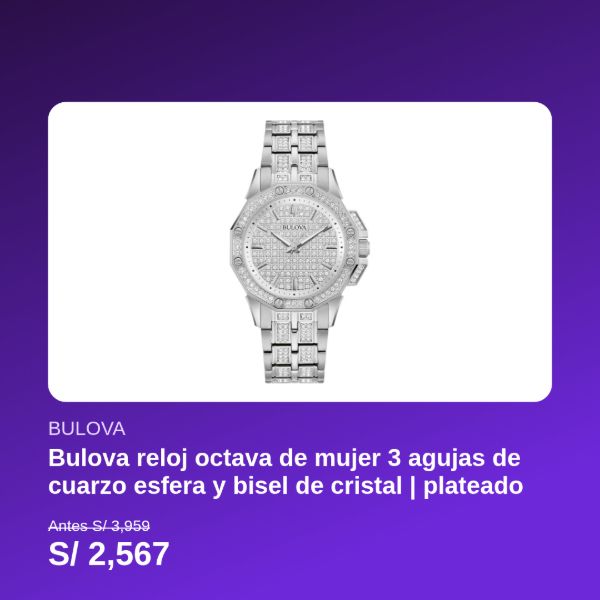 BULOVA
BULOVA
Bulova reloj octava de mujer 3 agujas de
cuarzo esfera y bisel de cristal | plateado
Antes S/ 3,959
S/ 2,567